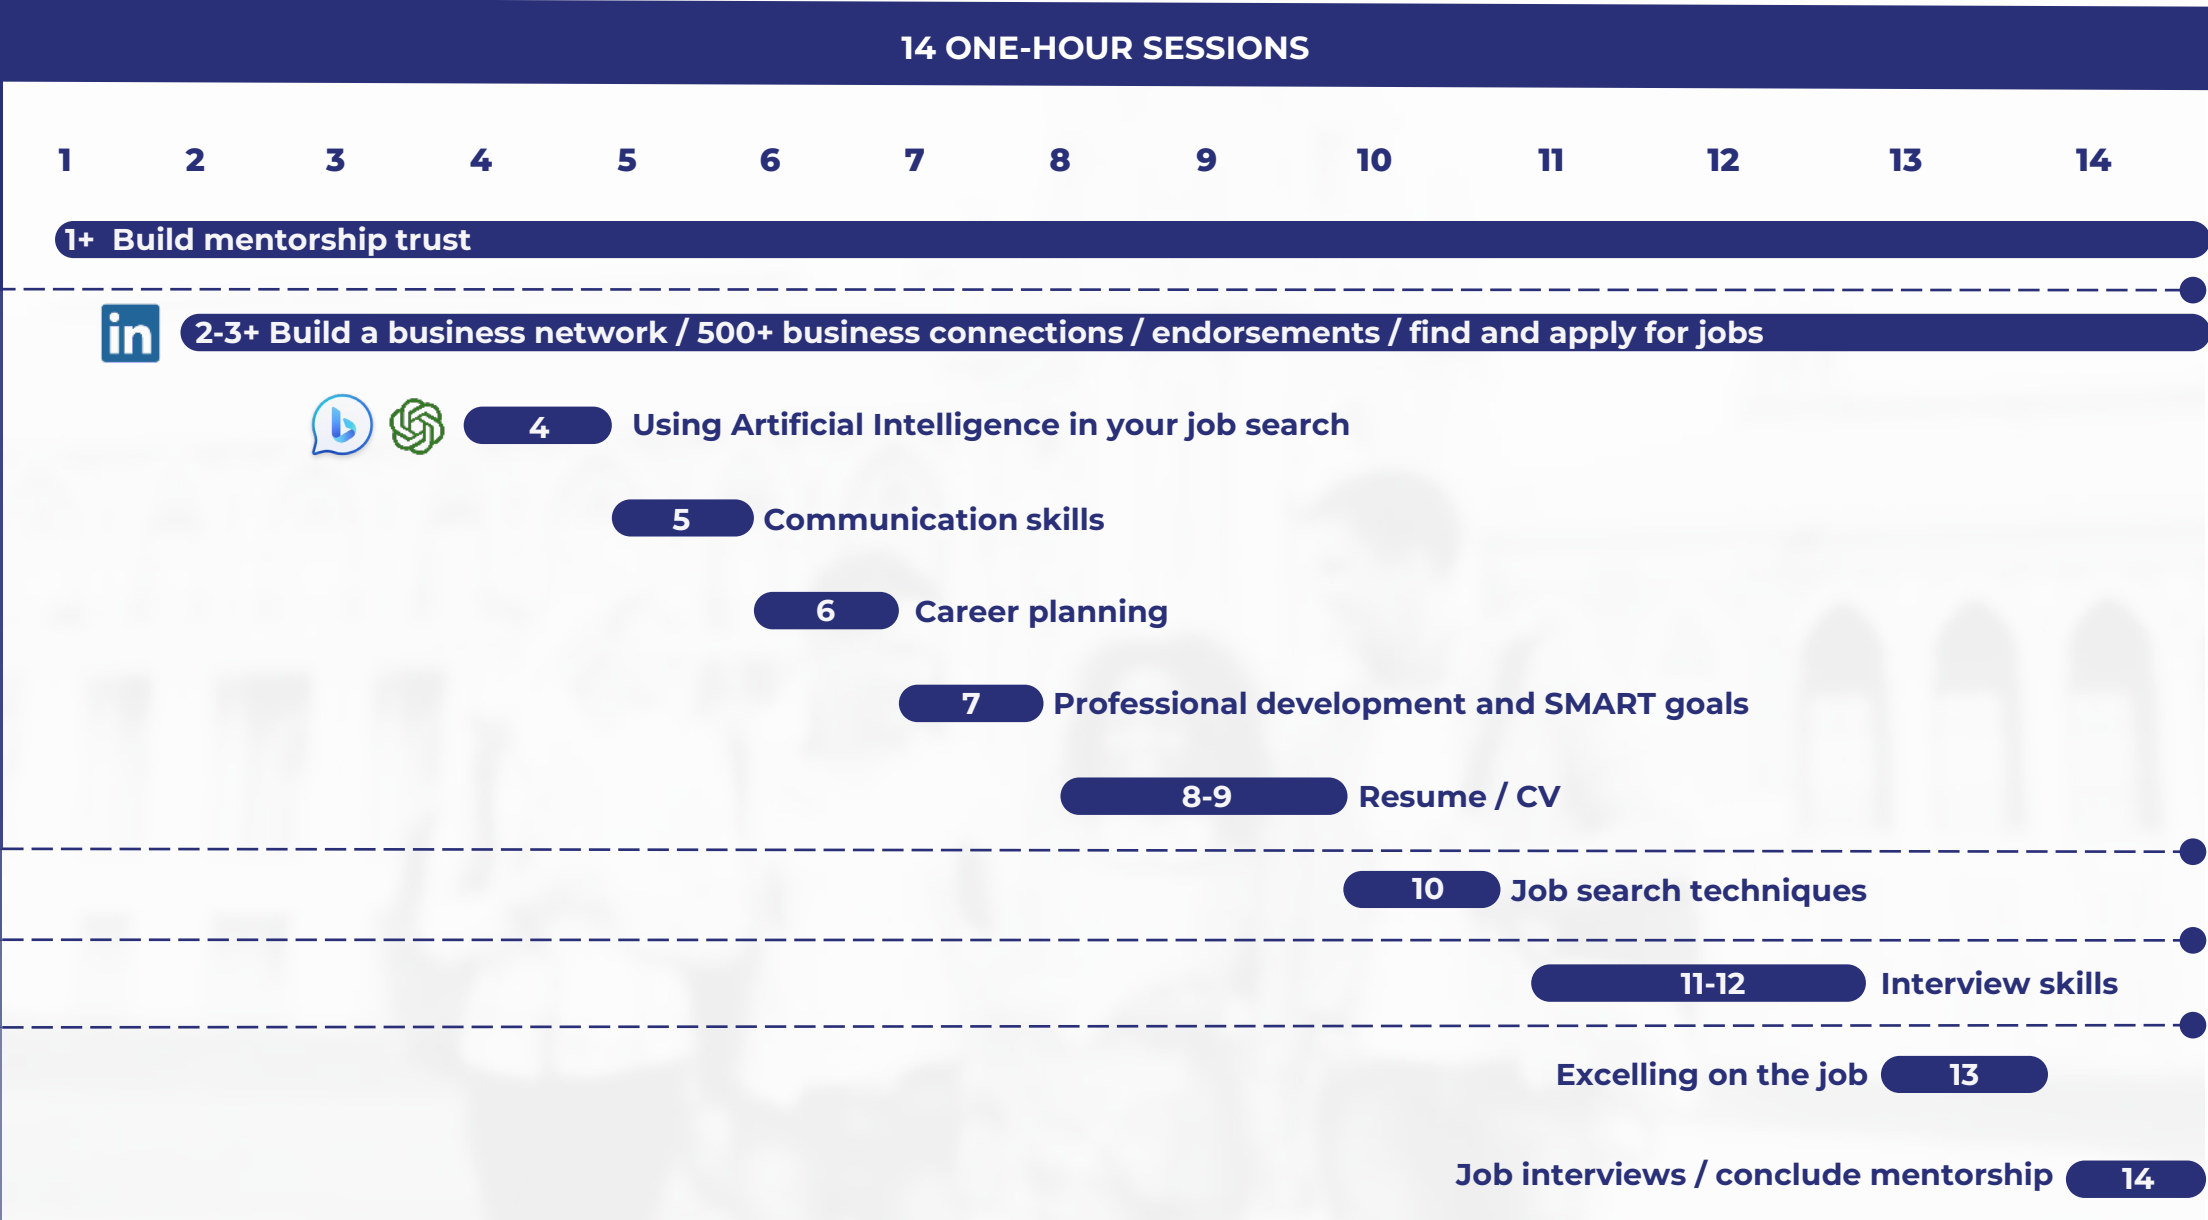 14 ONE-HOUR SESSIONS
1 2 3 4 5 6 7 8 9 10 11 12 13 14
1+ Build mentorship trust
in 2-3+ Build a business network / 500+ business connections / endorsements / find and apply for jobs
4 Using Artificial Intelligence in your job search
5 Communication skills
6 Career planning
7 Professional development and SMART goals
8-9 Resume / CV
10 Job search techniques
11-12 Interview skills
Excelling on the job 13
Job interviews / conclude mentorship 14